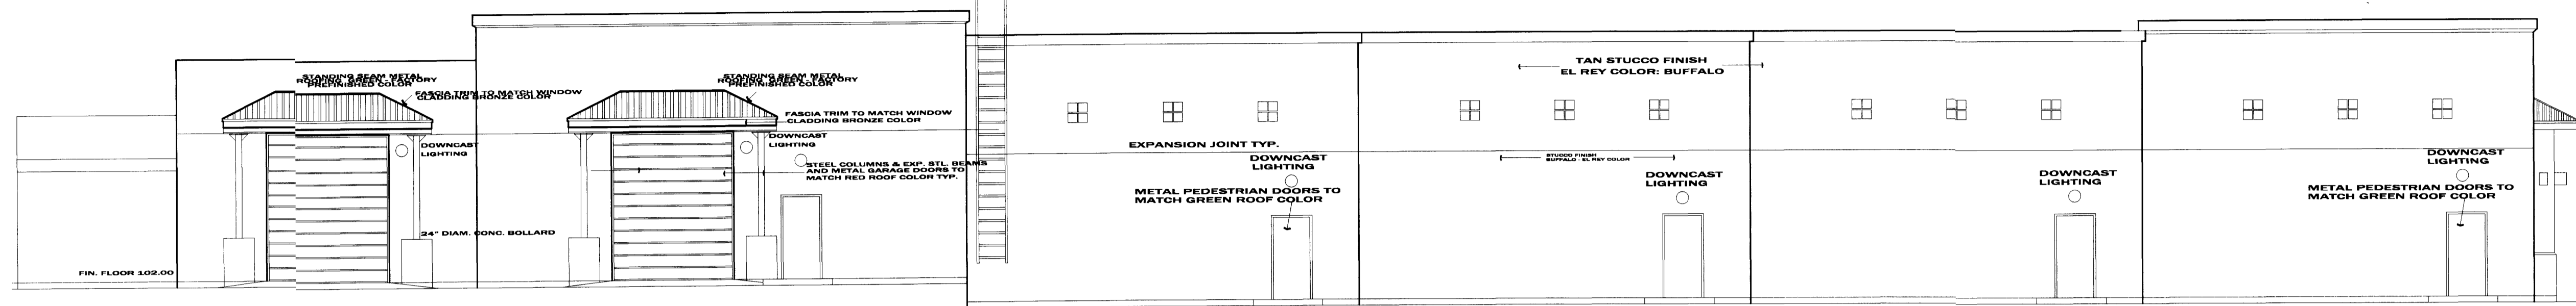 STANDING SEAM METAL
ROOFING GREEN - FACTORY
PREFINISHED COLOR
FASCIA TRIM TO MATCH WINDOW
CLADDING BRONZE COLOR
DOWNCAST
LIGHTING
24" DIAM. CONC. BOLLARD
FIN. FLOOR 102.00
STANDING SEAM METAL
ROOFING GREEN - FACTORY
PREFINISHED COLOR
FASCIA TRIM TO MATCH WINDOW
CLADDING BRONZE COLOR
DOWNCAST
LIGHTING
STEEL COLUMNS & EXP. STL. BEAMS
AND METAL GARAGE DOORS TO
MATCH RED ROOF COLOR TYP.
EXPANSION JOINT TYP.
DOWNCAST
LIGHTING
METAL PEDESTRIAN DOORS TO
MATCH GREEN ROOF COLOR
TAN STUCCO FINISH
EL REY COLOR: BUFFALO
STUCCO FINISH
BUFFALO - EL REY COLOR
DOWNCAST
LIGHTING
DOWNCAST
LIGHTING
DOWNCAST
LIGHTING
METAL PEDESTRIAN DOORS TO
MATCH GREEN ROOF COLOR